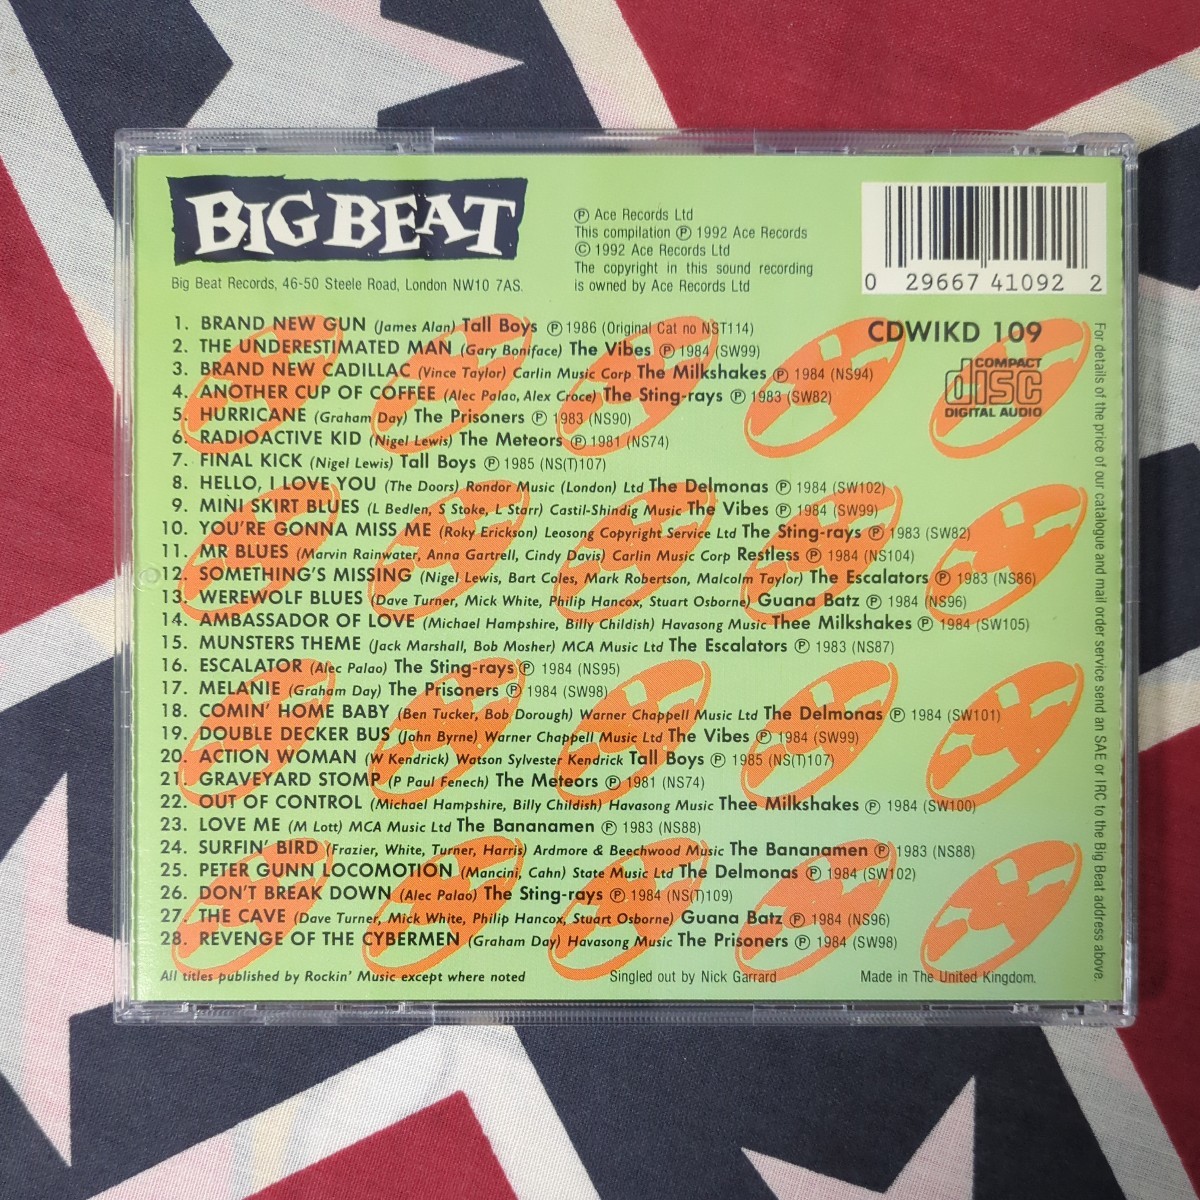 BIG BEAT
Big Beat Records, 46-50 Steele Road, London NW10 7AS.
Ⓟ Ace Records Ltd
This compilation Ⓟ 1992 Ace Records
© 1992 Ace Records Ltd
The copyright in this sound recording
is owned by Ace Records Ltd
0 29667 41092 2
CDWIKD 109
COMPACT
disc
DIGITAL AUDIO
1. BRAND NEW GUN (James Alan) Tall Boys Ⓟ 1986 (Original Cat no NST114)
2. THE UNDERESTIMATED MAN (Gary Boniface) The Vibes Ⓟ 1984 (SW99)
3. BRAND NEW CADILLAC (Vince Taylor) Carlin Music Corp The Milkshakes Ⓟ 1984 (NS94)
4. ANOTHER CUP OF COFFEE (Alec Palao, Alex Croce) The Sting-rays Ⓟ 1983 (SW82)
5. HURRICANE (Graham Day) The Prisoners Ⓟ 1983 (NS90)
6. RADIOACTIVE KID (Nigel Lewis) The Meteors Ⓟ 1981 (NS74)
7. FINAL KICK (Nigel Lewis) Tall Boys Ⓟ 1985 (NS(T)107)
8. HELLO, I LOVE YOU (The Doors) Rondor Music (London) Ltd The Delmonas Ⓟ 1984 (SW102)
9. MINI SKIRT BLUES (L Bedlen, S Stoke, L Starr) Castil-Shindig Music The Vibes Ⓟ 1984 (SW99)
10. YOU'RE GONNA MISS ME (Roky Erickson) Leosong Copyright Service Ltd The Sting-rays Ⓟ 1983 (SW82)
11. MR BLUES (Marvin Rainwater, Anna Gartrell, Cindy Davis) Carlin Music Corp Restless Ⓟ 1984 (NS104)
12. SOMETHING'S MISSING (Nigel Lewis, Bart Coles, Mark Robertson, Malcolm Taylor) The Escalators Ⓟ 1983 (NS86)
13. WEREWOLF BLUES (Dave Turner, Mick White, Philip Hancox, Stuart Osborne) Guana Batz Ⓟ 1984 (NS96)
14. AMBASSADOR OF LOVE (Michael Hampshire, Billy Childish) Havasong Music Thee Milkshakes Ⓟ 1984 (SW105)
15. MUNSTERS THEME (Jack Marshall, Bob Mosher) MCA Music Ltd The Escalators Ⓟ 1983 (NS87)
16. ESCALATOR (Alec Palao) The Sting-rays Ⓟ 1984 (NS95)
17. MELANIE (Graham Day) The Prisoners Ⓟ 1984 (SW98)
18. COMIN' HOME BABY (Ben Tucker, Bob Dorough) Warner Chappell Music Ltd The Delmonas Ⓟ 1984 (SW101)
19. DOUBLE DECKER BUS (John Byrne) Warner Chappell Music Ltd The Vibes Ⓟ 1984 (SW99)
20. ACTION WOMAN (W Kendrick) Watson Sylvester Kendrick Tall Boys Ⓟ 1985 (NS(T)107)
21. GRAVEYARD STOMP (P Paul Fenech) The Meteors Ⓟ 1981 (NS74)
22. OUT OF CONTROL (Michael Hampshire, Billy Childish) Havasong Music Thee Milkshakes Ⓟ 1984 (SW100)
23. LOVE ME (M Lott) MCA Music Ltd The Bananamen Ⓟ 1983 (NS88)
24. SURFIN' BIRD (Frazier, White, Turner, Harris) Ardmore & Beechwood Music The Bananamen Ⓟ 1983 (NS88)
25. PETER GUNN LOCOMOTION (Mancini, Cahn) State Music Ltd The Delmonas Ⓟ 1984 (SW102)
26. DON'T BREAK DOWN (Alec Palao) The Sting-rays Ⓟ 1984 (NS(T)109)
27. THE CAVE (Dave Turner, Mick White, Philip Hancox, Stuart Osborne) Guana Batz Ⓟ 1984 (NS96)
28. REVENGE OF THE CYBERMEN (Graham Day) Havasong Music The Prisoners Ⓟ 1984 (SW98)
All titles published by Rockin' Music except where noted
Singled out by Nick Garrard
Made in The United Kingdom.
For details of the price of our catalogue and mail order service send an SAE or IRC to the Big Beat address above.